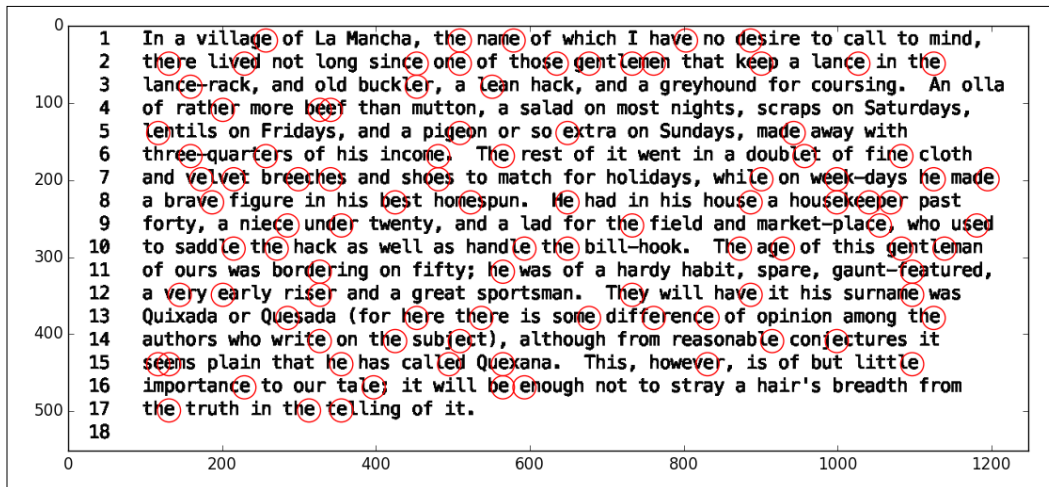 0
1 In a village of La Mancha, the name of which I have no desire to call to mind,
2 there lived not long since one of those gentlemen that keep a lance in the
3 lance-rack, and old buckler, a lean hack, and a greyhound for coursing.  An olla
100
4 of rather more beef than mutton, a salad on most nights, scraps on Saturdays,
5 lentils on Fridays, and a pigeon or so extra on Sundays, made away with
6 three-quarters of his income.  The rest of it went in a doublet of fine cloth
200
7 and velvet breeches and shoes to match for holidays, while on week-days he made
8 a brave figure in his best homespun.  He had in his house a housekeeper past
9 forty, a niece under twenty, and a lad for the field and market-place, who used
10 to saddle the hack as well as handle the bill-hook.  The age of this gentleman
300
11 of ours was bordering on fifty; he was of a hardy habit, spare, gaunt-featured,
12 a very early riser and a great sportsman.  They will have it his surname was
13 Quixada or Quesada (for here there is some difference of opinion among the
400
14 authors who write on the subject), although from reasonable conjectures it
15 seems plain that he has called Quexana.  This, however, is of but little
16 importance to our tale; it will be enough not to stray a hair's breadth from
500
17 the truth in the telling of it.
18
0 200 400 600 800 1000 1200